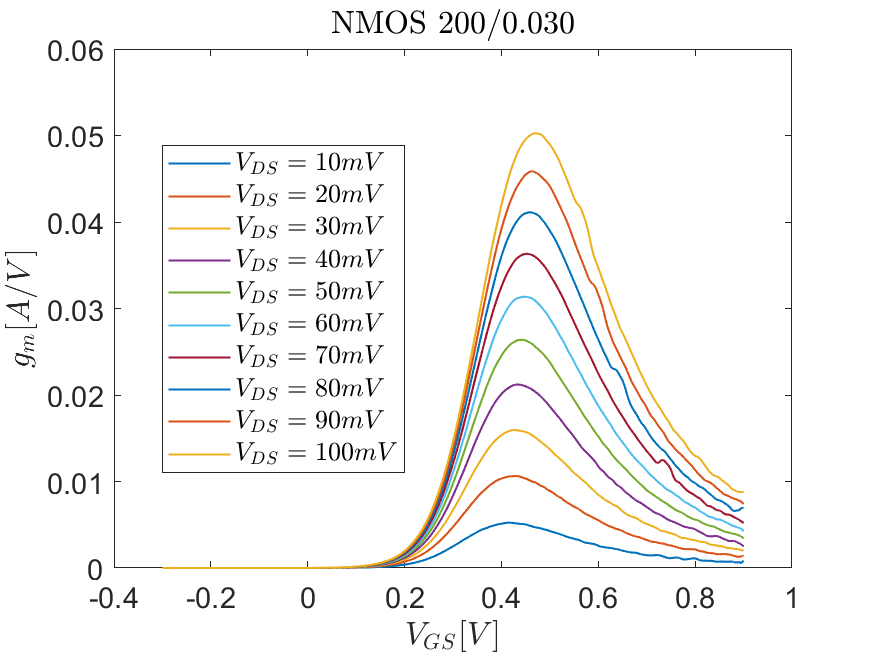 NMOS 200/0.030
0.06
0.05
0.04
0.03
0.02
0.01
0
g_m[A/V]
V_DS = 10mV
V_DS = 20mV
V_DS = 30mV
V_DS = 40mV
V_DS = 50mV
V_DS = 60mV
V_DS = 70mV
V_DS = 80mV
V_DS = 90mV
V_DS = 100mV
-0.4 -0.2 0 0.2 0.4 0.6 0.8 1
V_GS[V]